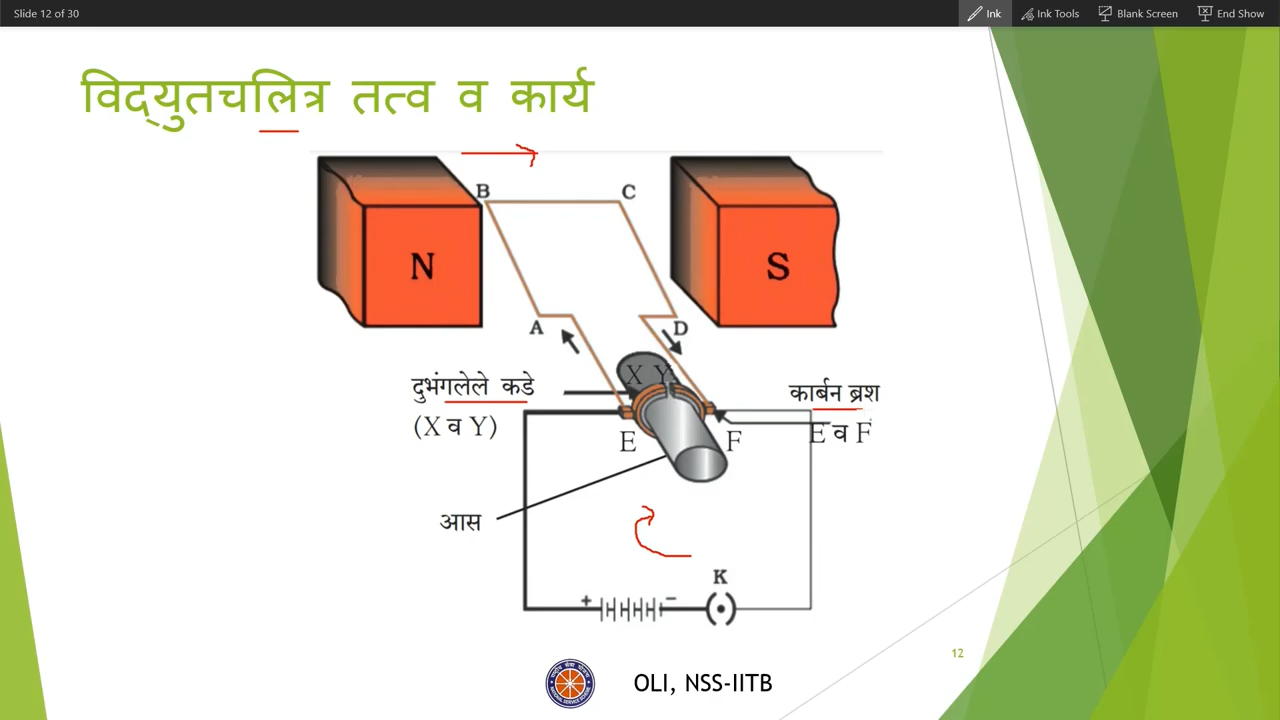 Slide 12 of 30
Ink Ink Tools Blank Screen End Show
विद्युतचलित्र तत्व व कार्य
B C
N S
A D
X Y
दुभंगलेले कडे
(X व Y)
कार्बन ब्रश
E व F
E F
आस
K
+ −
12
OLI, NSS-IITB